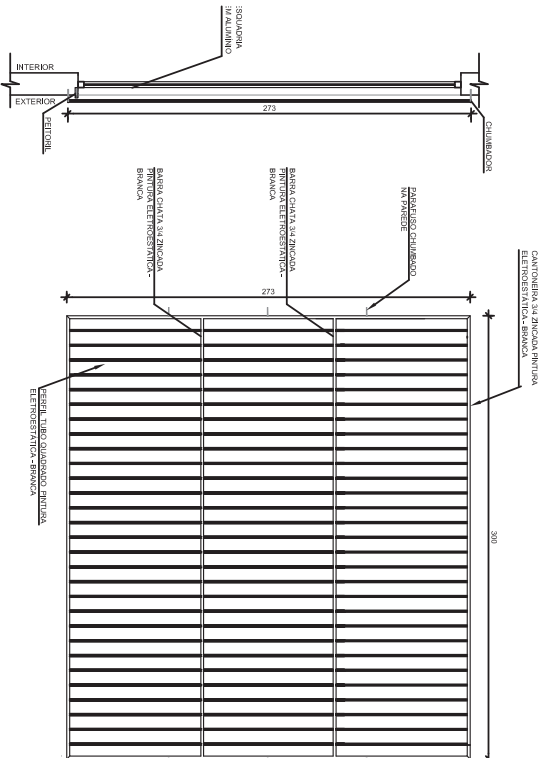 ESQUADRIA
EM ALUMÍNIO
INTERIOR
EXTERIOR
PEITORIL
273
CHUMBADOR
CANTONEIRA 3/4 ZINCADA PINTURA
ELETROESTÁTICA - BRANCA
PARAFUSO CHUMBADO
NA PAREDE
BARRA CHATA 3/4 ZINCADA
PINTURA ELETROESTÁTICA -
BRANCA
BARRA CHATA 3/4 ZINCADA
PINTURA ELETROESTÁTICA -
BRANCA
273
300
PERFIL TUBO QUADRADO PINTURA
ELETROESTÁTICA - BRANCA